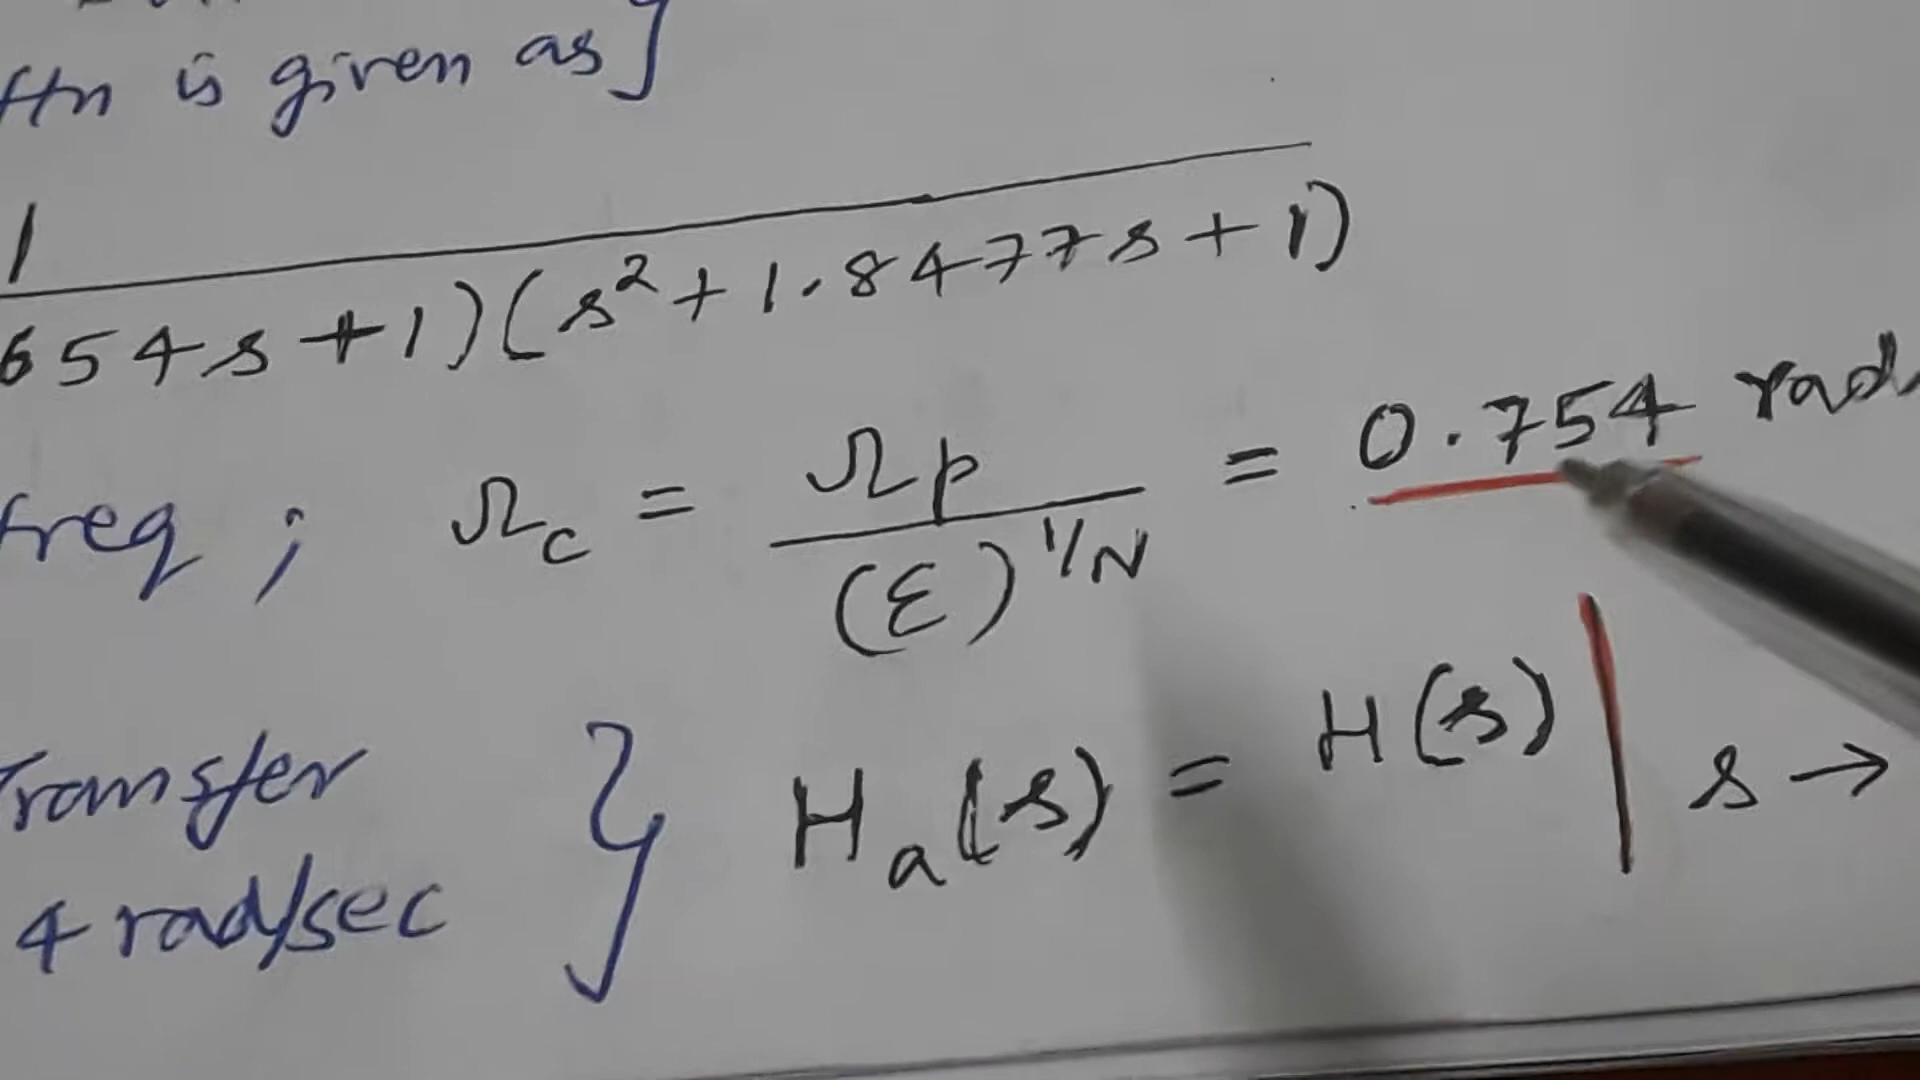 ftn is given as]
1
654s+1)(s²+1.8477s+1)
freq ; Ωc = Ωp / (ε)^1/N = 0.754 rad
Transfer } Ha(s) = H(s) | s →
4 rad/sec